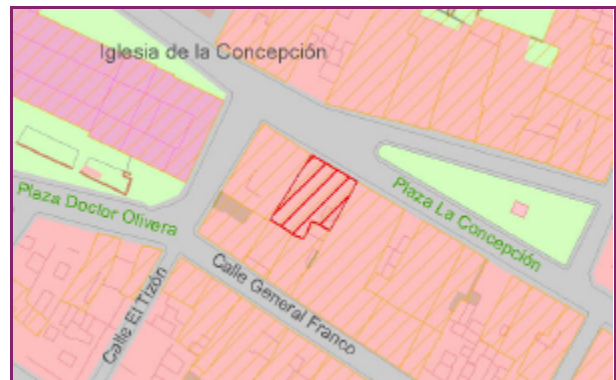 Iglesia de la Concepción
Plaza Doctor Olivera
Plaza La Concepción
Calle El Tizón
Calle General Franco